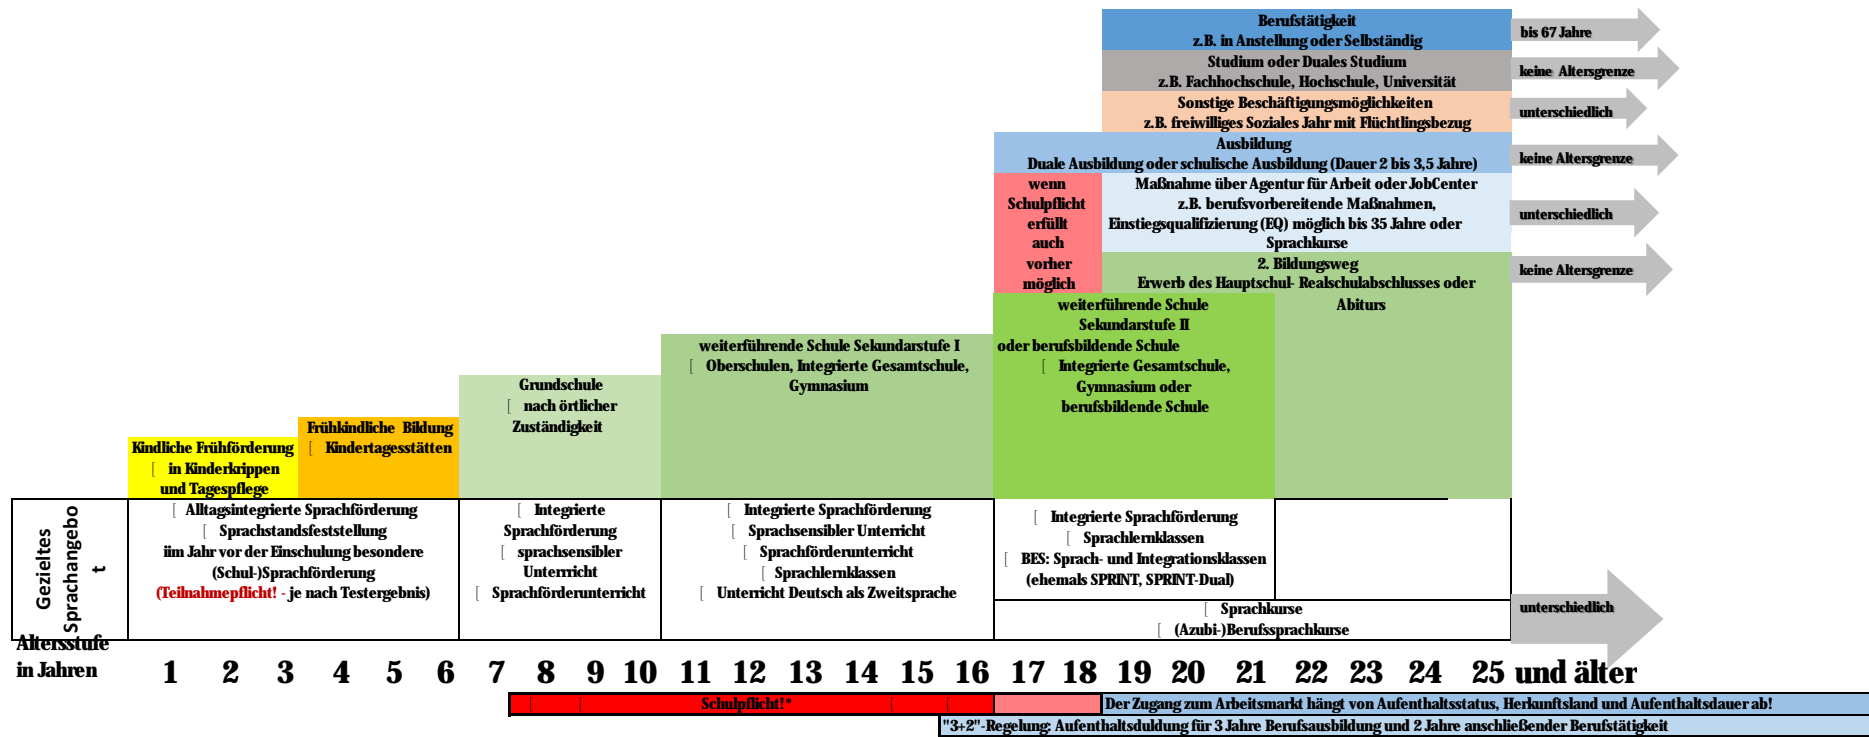 Berufstätigkeit
z.B. in Anstellung oder Selbständig
bis 67 Jahre
Studium oder Duales Studium
z.B. Fachhochschule, Hochschule, Universität
keine Altersgrenze
Sonstige Beschäftigungsmöglichkeiten
z.B. freiwilliges Soziales Jahr mit Flüchtlingsbezug
unterschiedlich
Ausbildung
Duale Ausbildung oder schulische Ausbildung (Dauer 2 bis 3,5 Jahre)
keine Altersgrenze
wenn
Schulpflicht
erfüllt
auch
vorher
möglich
Maßnahme über Agentur für Arbeit oder JobCenter
z.B. berufsvorbereitende Maßnahmen,
Einstiegsqualifizierung (EQ) möglich bis 35 Jahre oder
Sprachkurse
unterschiedlich
2. Bildungsweg
Erwerb des Hauptschul- Realschulabschlusses oder
Abiturs
keine Altersgrenze
weiterführende Schule
Sekundarstufe II
oder berufsbildende Schule
[ Integrierte Gesamtschule,
Gymnasium oder
berufsbildende Schule
weiterführende Schule Sekundarstufe I
[ Oberschulen, Integrierte Gesamtschule,
Gymnasium
Grundschule
[ nach örtlicher
Zuständigkeit
Frühkindliche Bildung
[ Kindertagesstätten
Kindliche Frühförderung
[ in Kinderkrippen
und Tagespflege
Gezieltes
Sprachangebo
t
[ Alltagsintegrierte Sprachförderung
[ Sprachstandsfeststellung
iim Jahr vor der Einschulung besondere
(Schul-)Sprachförderung
(Teilnahmepflicht! - je nach Testergebnis)
[ Integrierte
Sprachförderung
[ sprachsensibler
Unterrricht
[ Sprachförderunterricht
[ Integrierte Sprachförderung
[ Sprachsensibler Unterricht
[ Sprachförderunterricht
[ Sprachlernklassen
[ Unterricht Deutsch als Zweitsprache
[ Integrierte Sprachförderung
[ Sprachlernklassen
[ BES: Sprach- und Integrationsklassen
(ehemals SPRINT, SPRINT-Dual)
[ Sprachkurse
[ (Azubi-)Berufssprachkurse
unterschiedlich
Altersstufe
in Jahren
1 2 3 4 5 6 7 8 9 10 11 12 13 14 15 16 17 18 19 20 21 22 23 24 25 und älter
Schulpflicht!*
Der Zugang zum Arbeitsmarkt hängt von Aufenthaltsstatus, Herkunftsland und Aufenthaltsdauer ab!
"3+2"-Regelung: Aufenthaltsduldung für 3 Jahre Berufsausbildung und 2 Jahre anschließender Berufstätigkeit